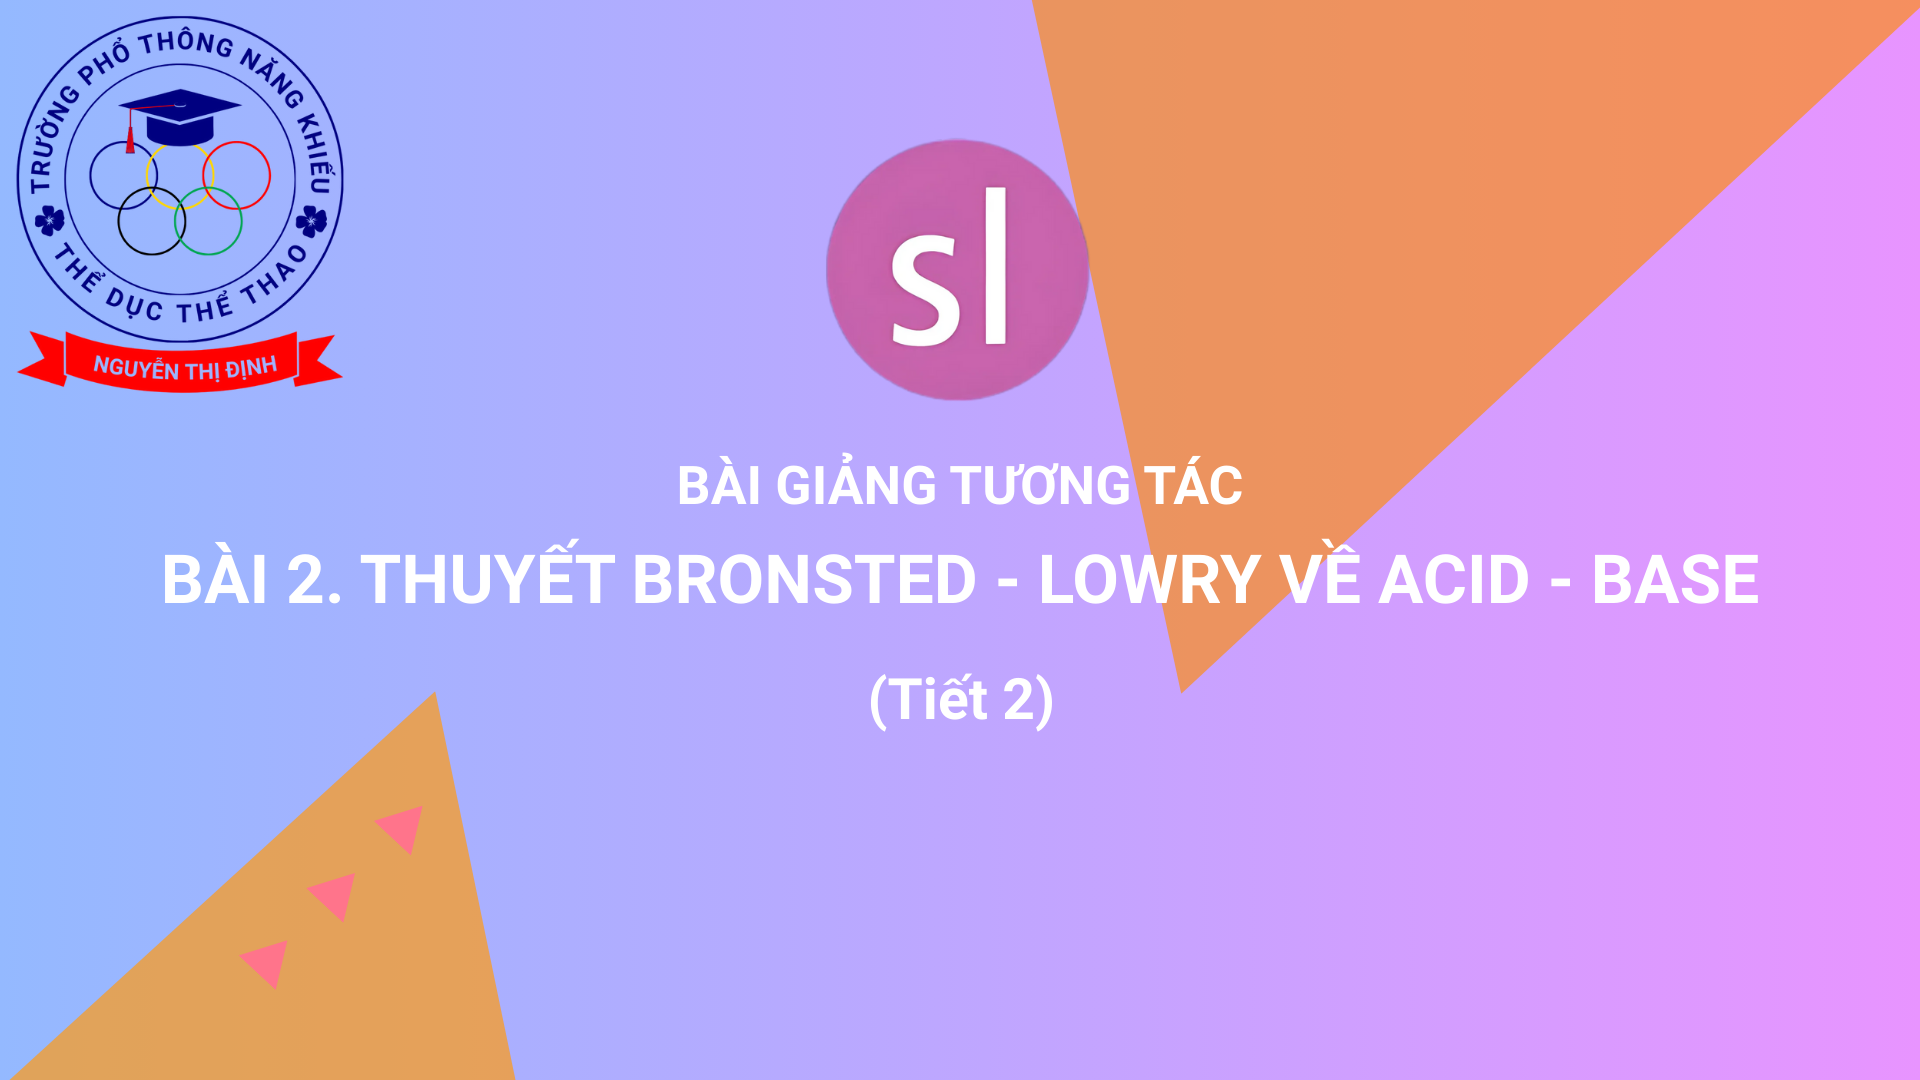 TRƯỜNG PHỔ THÔNG NĂNG KHIẾU
THỂ DỤC THỂ THAO
NGUYỄN THỊ ĐỊNH
sl
BÀI GIẢNG TƯƠNG TÁC
BÀI 2. THUYẾT BRONSTED - LOWRY VỀ ACID - BASE
(Tiết 2)